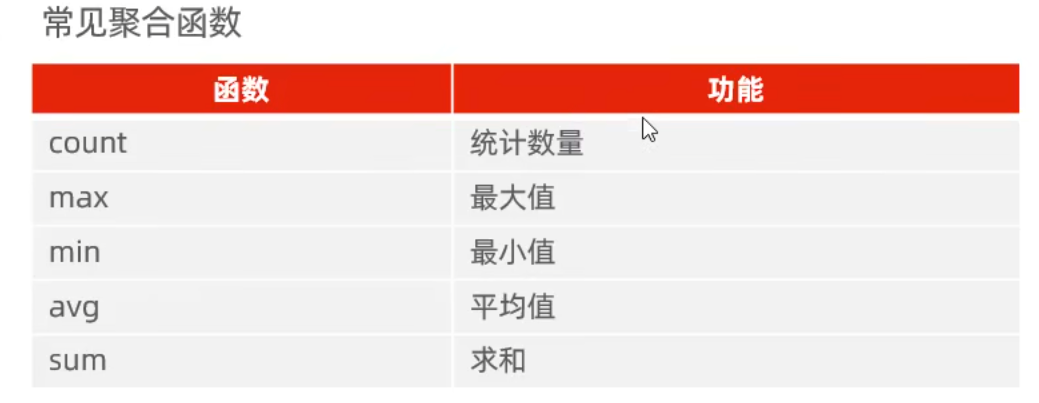 常见聚合函数
函数 功能
count 统计数量
max 最大值
min 最小值
avg 平均值
sum 求和